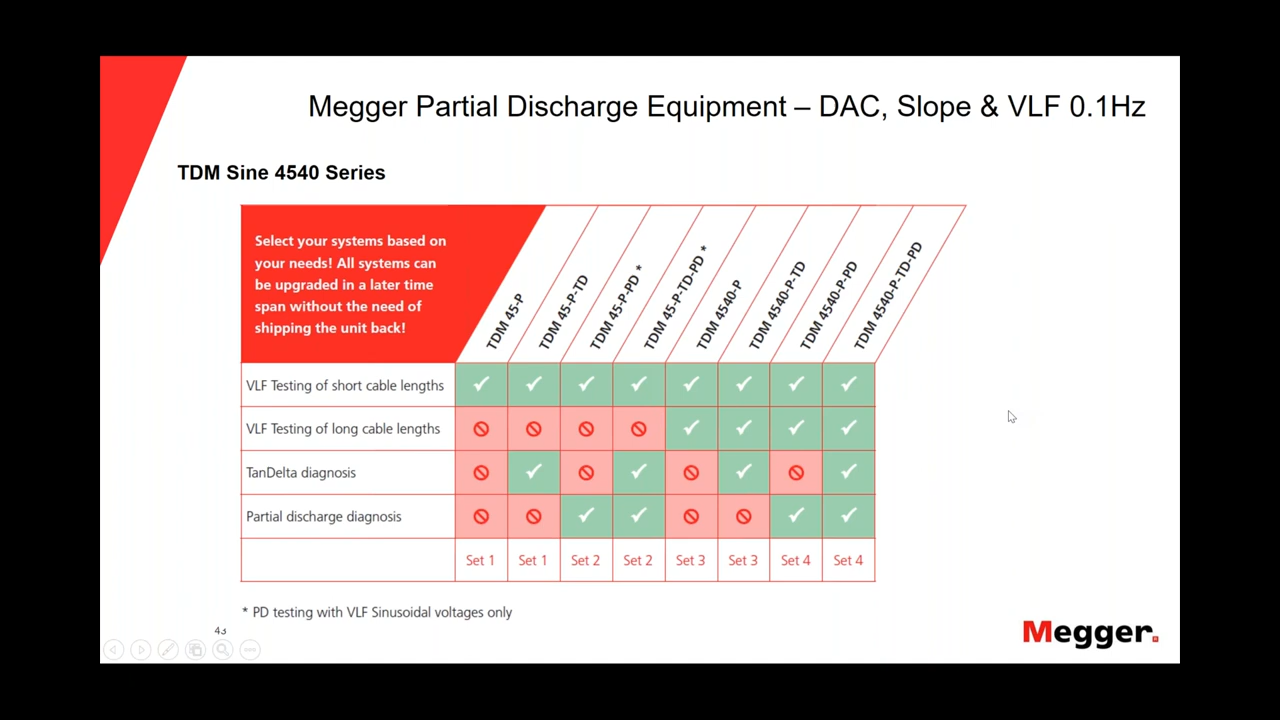 Megger Partial Discharge Equipment – DAC, Slope & VLF 0.1Hz
TDM Sine 4540 Series
Select your systems based on
your needs! All systems can
be upgraded in a later time
span without the need of
shipping the unit back!
TDM 45-P
TDM 45-P-TD
TDM 45-P-PD *
TDM 45-P-TD-PD *
TDM 4540-P
TDM 4540-P-TD
TDM 4540-P-PD
TDM 4540-P-TD-PD
VLF Testing of short cable lengths
VLF Testing of long cable lengths
TanDelta diagnosis
Partial discharge diagnosis
Set 1 Set 1 Set 2 Set 2 Set 3 Set 3 Set 4 Set 4
* PD testing with VLF Sinusoidal voltages only
43
Megger.